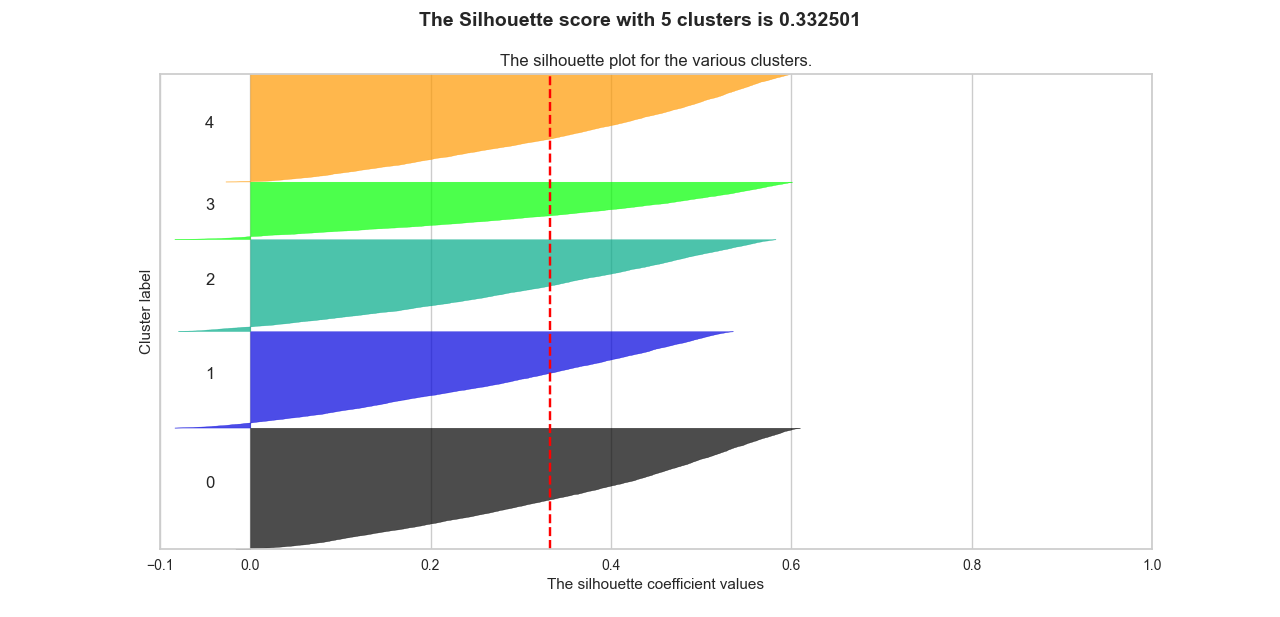 The Silhouette score with 5 clusters is 0.332501
The silhouette plot for the various clusters.
4
3
2
1
0
Cluster label
−0.1 0.0 0.2 0.4 0.6 0.8 1.0
The silhouette coefficient values